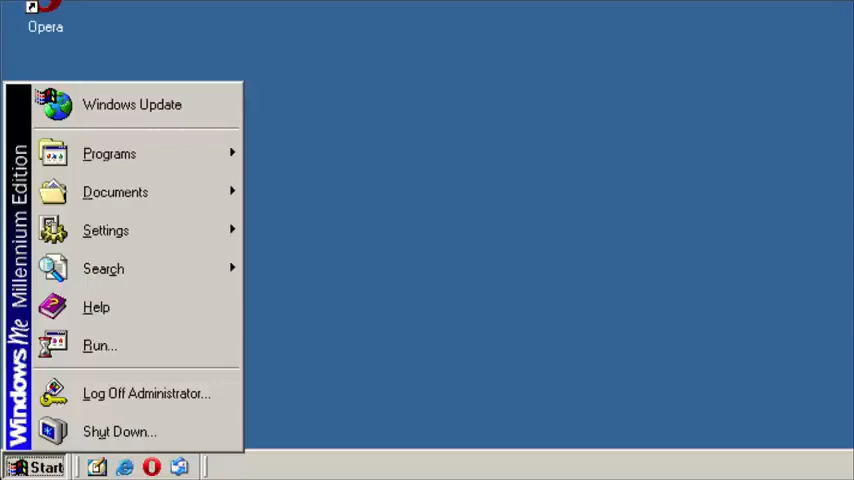 Opera
Windows Update
Programs
Documents
Settings
Search
Help
Run...
Log Off Administrator...
Shut Down...
Windows Me Millennium Edition
Start